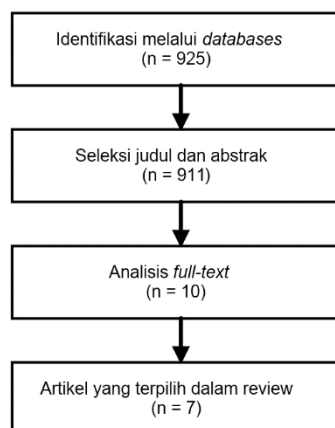 Identifikasi melalui databases
(n = 925)
Seleksi judul dan abstrak
(n = 911)
Analisis full-text
(n = 10)
Artikel yang terpilih dalam review
(n = 7)